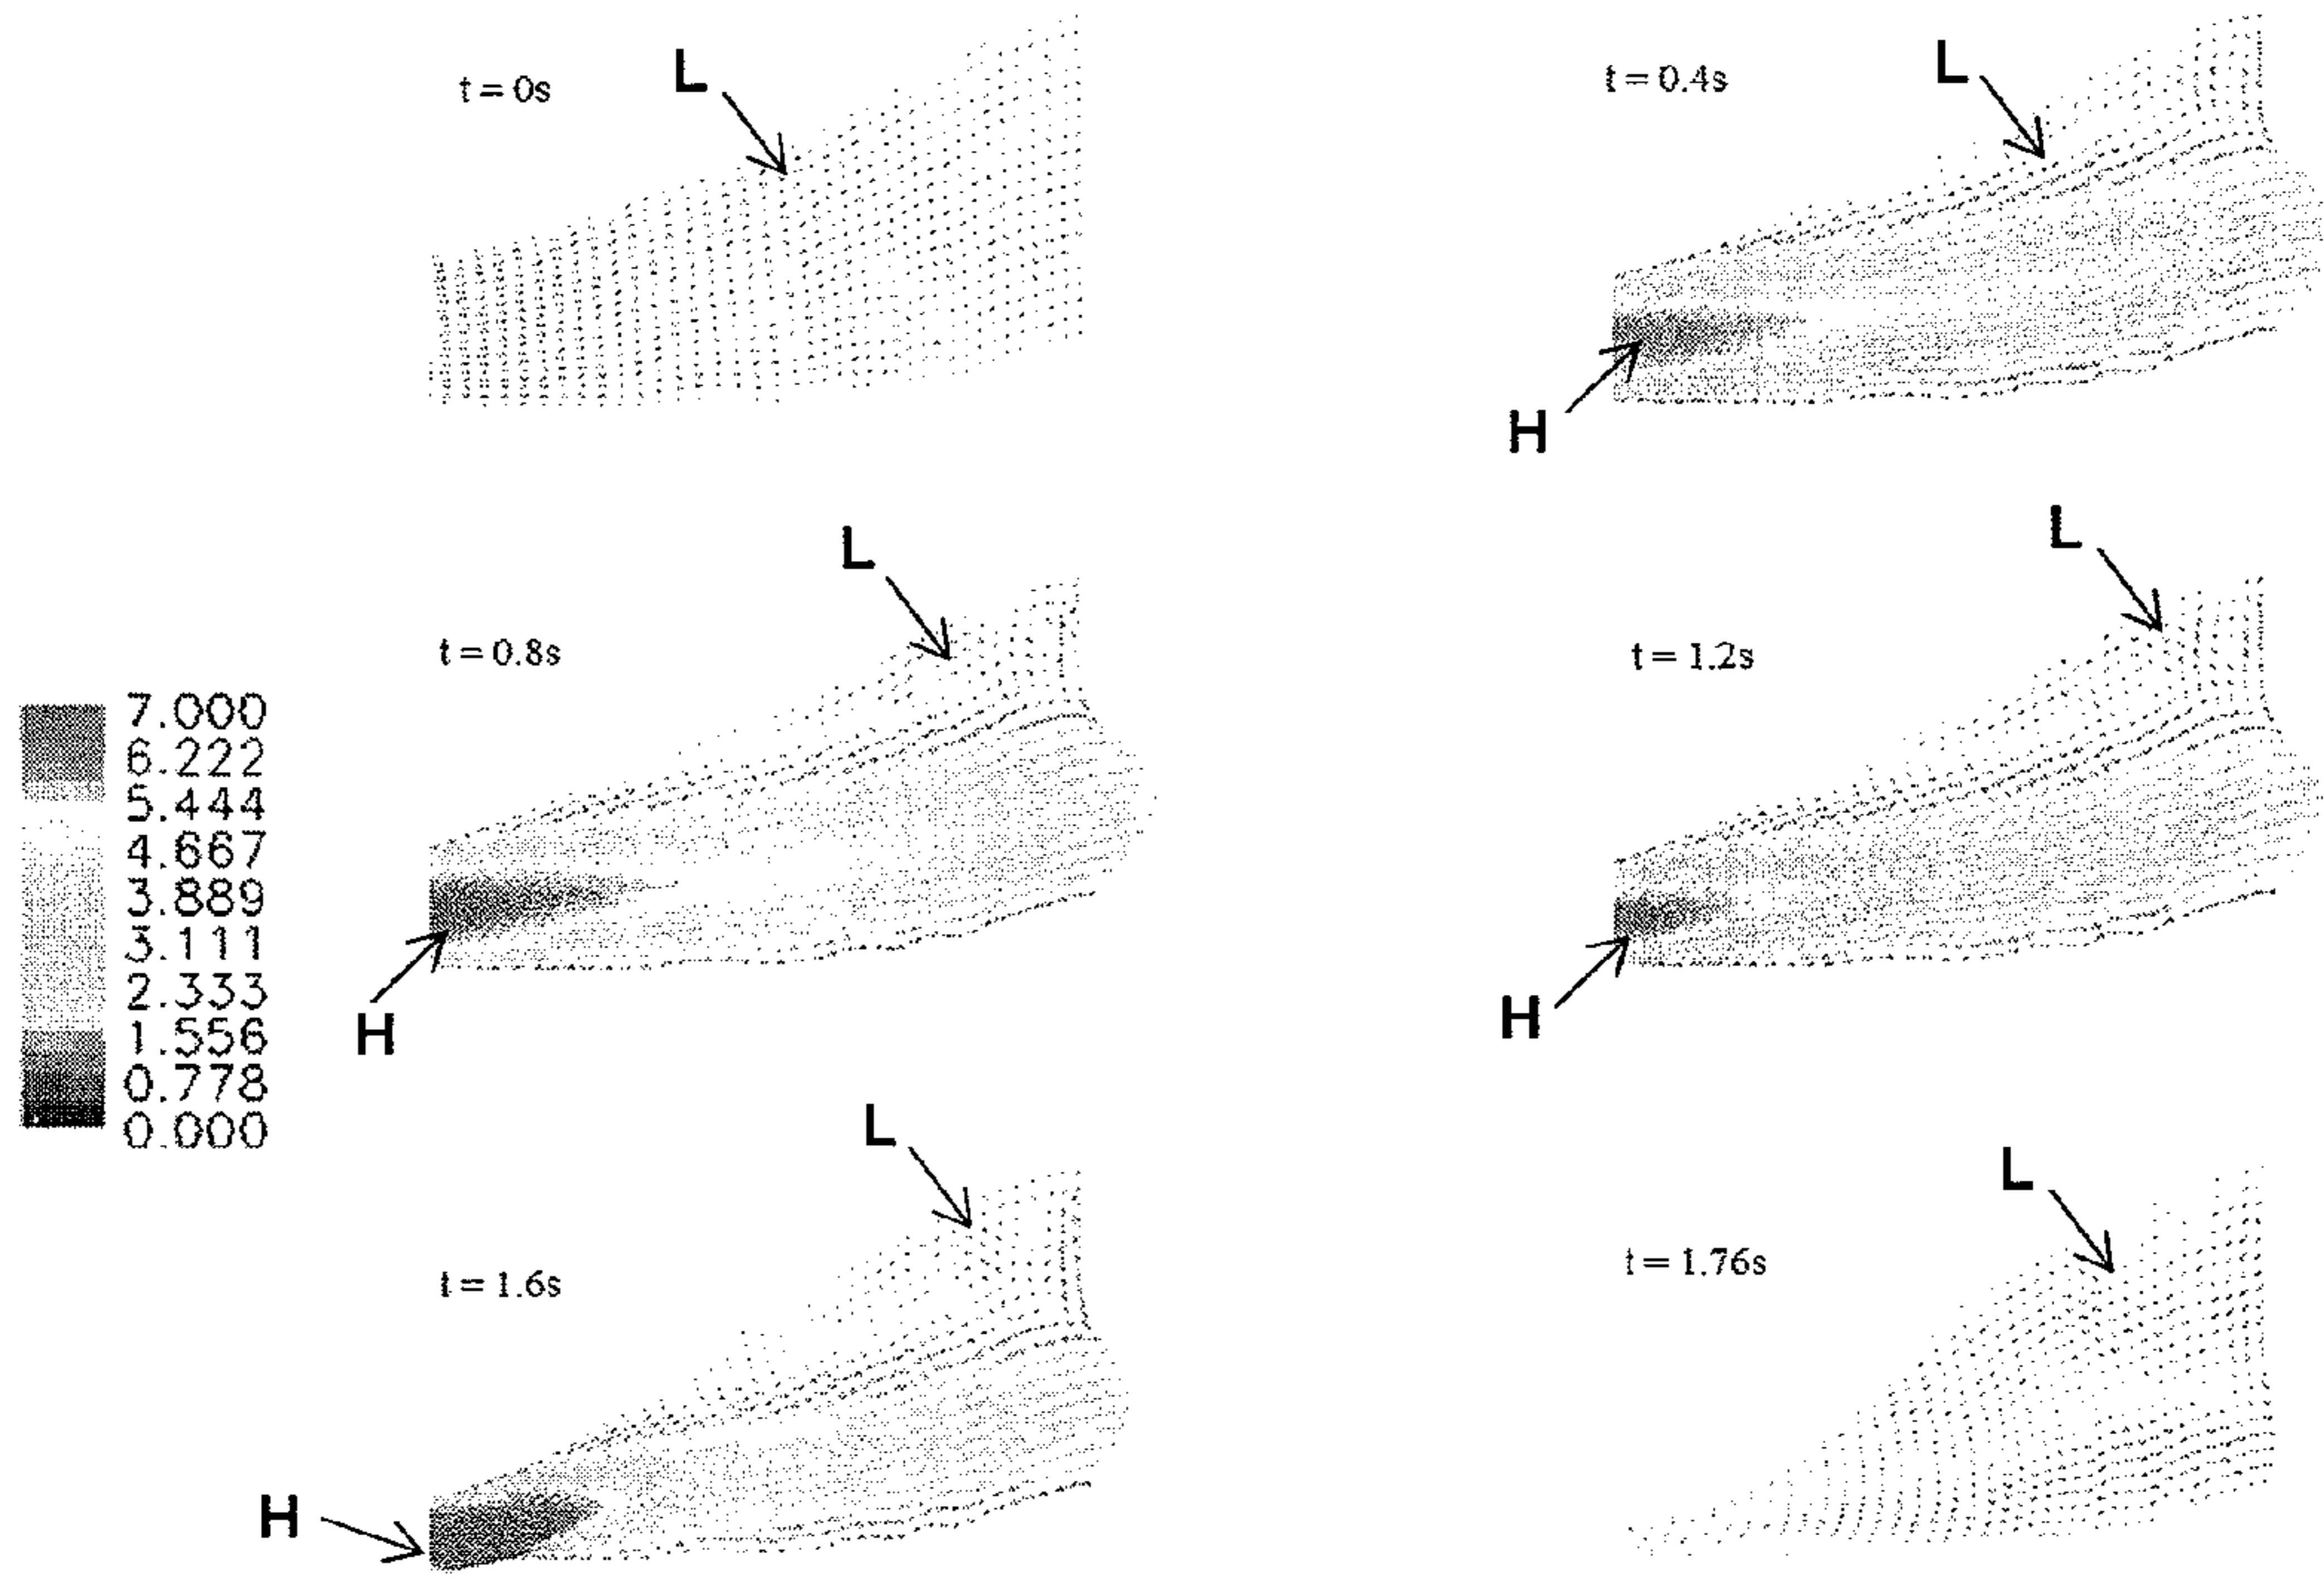 t = 0s
L
t = 0.4s
L
H
t = 0.8s
L
H
t = 1.2s
L
H
7.000
6.222
5.444
4.667
3.889
3.111
2.333
1.556
0.778
0.000
t = 1.6s
L
H
t = 1.76s
L